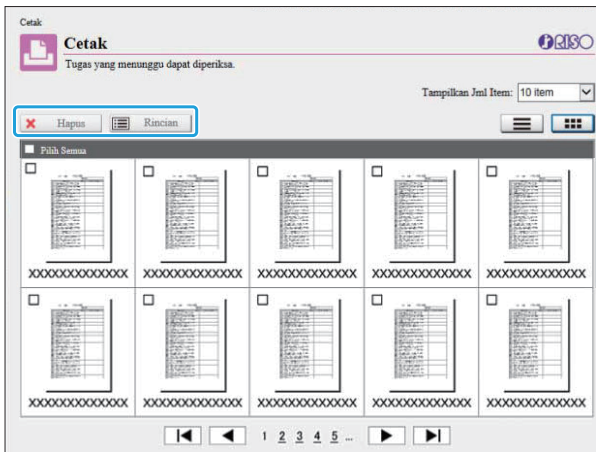 Cetak
Cetak
RISO
Tugas yang menunggu dapat diperiksa.
Tampilkan Jml Item: 10 item
Hapus Rincian
Pilih Semua
XXXXXXXXXXXXX XXXXXXXXXXXXX XXXXXXXXXXXXX XXXXXXXXXXXXX XXXXXXXXXXXXX
XXXXXXXXXXXXX XXXXXXXXXXXXX XXXXXXXXXXXXX XXXXXXXXXXXXX XXXXXXXXXXXXX
1 2 3 4 5 ...